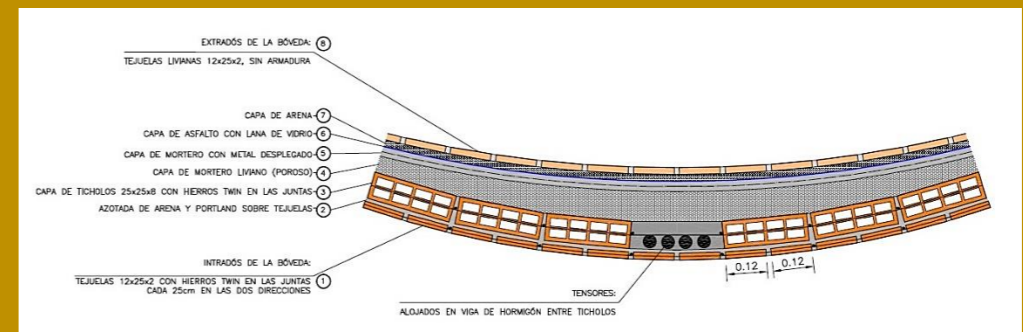 EXTRADÓS DE LA BÓVEDA: 8
TEJUELAS LIVIANAS 12x25x2, SIN ARMADURA
CAPA DE ARENA 7
CAPA DE ASFALTO CON LANA DE VIDRIO 6
CAPA DE MORTERO CON METAL DESPLEGADO 5
CAPA DE MORTERO LIVIANO (POROSO) 4
CAPA DE TICHOLOS 25x25x8 CON HIERROS TWIN EN LAS JUNTAS 3
AZOTADA DE ARENA Y PORTLAND SOBRE TEJUELAS 2
INTRADÓS DE LA BÓVEDA:
TEJUELAS 12x25x2 CON HIERROS TWIN EN LAS JUNTAS 1
CADA 25cm EN LAS DOS DIRECCIONES
0.12 0.12
TENSORES:
ALOJADOS EN VIGA DE HORMIGÓN ENTRE TICHOLOS